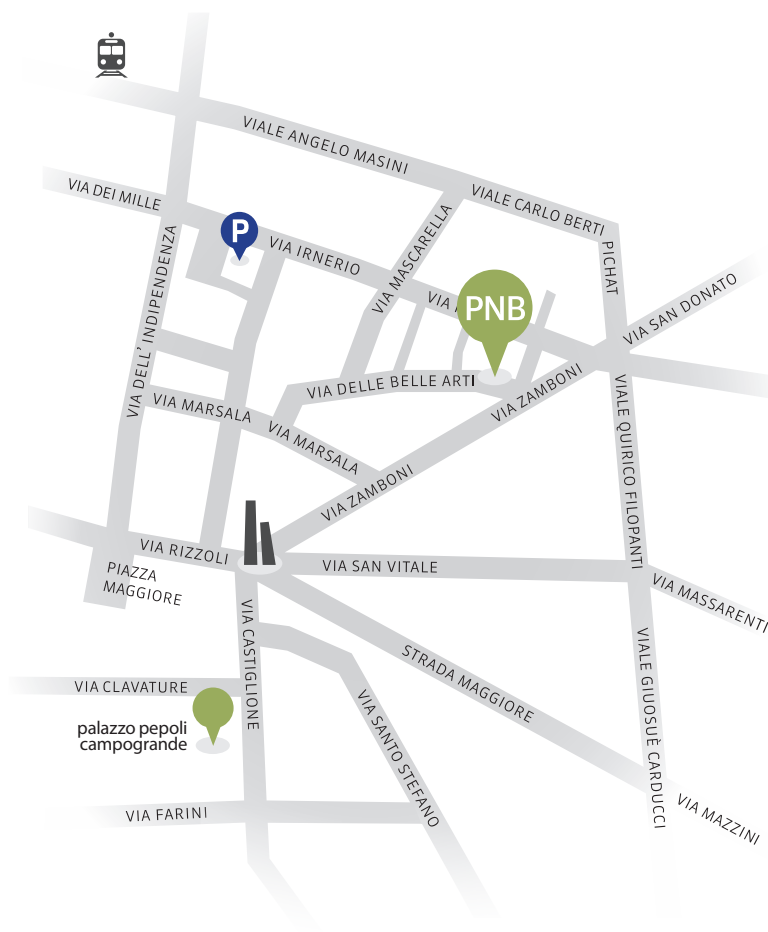 VIALE ANGELO MASINI
VIALE CARLO BERTI
PICHAT
VIA DEI MILLE
P
VIA IRNERIO
VIA MASCARELLA
VIA
PNB
VIA SAN DONATO
VIA DELL' INDIPENDENZA
VIA DELLE BELLE ARTI
VIA ZAMBONI
VIA MARSALA
VIA MARSALA
VIA ZAMBONI
VIALE QUIRICO FILOPANTI
VIA RIZZOLI
VIA SAN VITALE
PIAZZA
MAGGIORE
VIA MASSARENTI
VIA CASTIGLIONE
STRADA MAGGIORE
VIALE GIUOSUÈ CARDUCCI
VIA CLAVATURE
palazzo pepoli
campogrande
VIA SANTO STEFANO
VIA FARINI
VIA MAZZINI